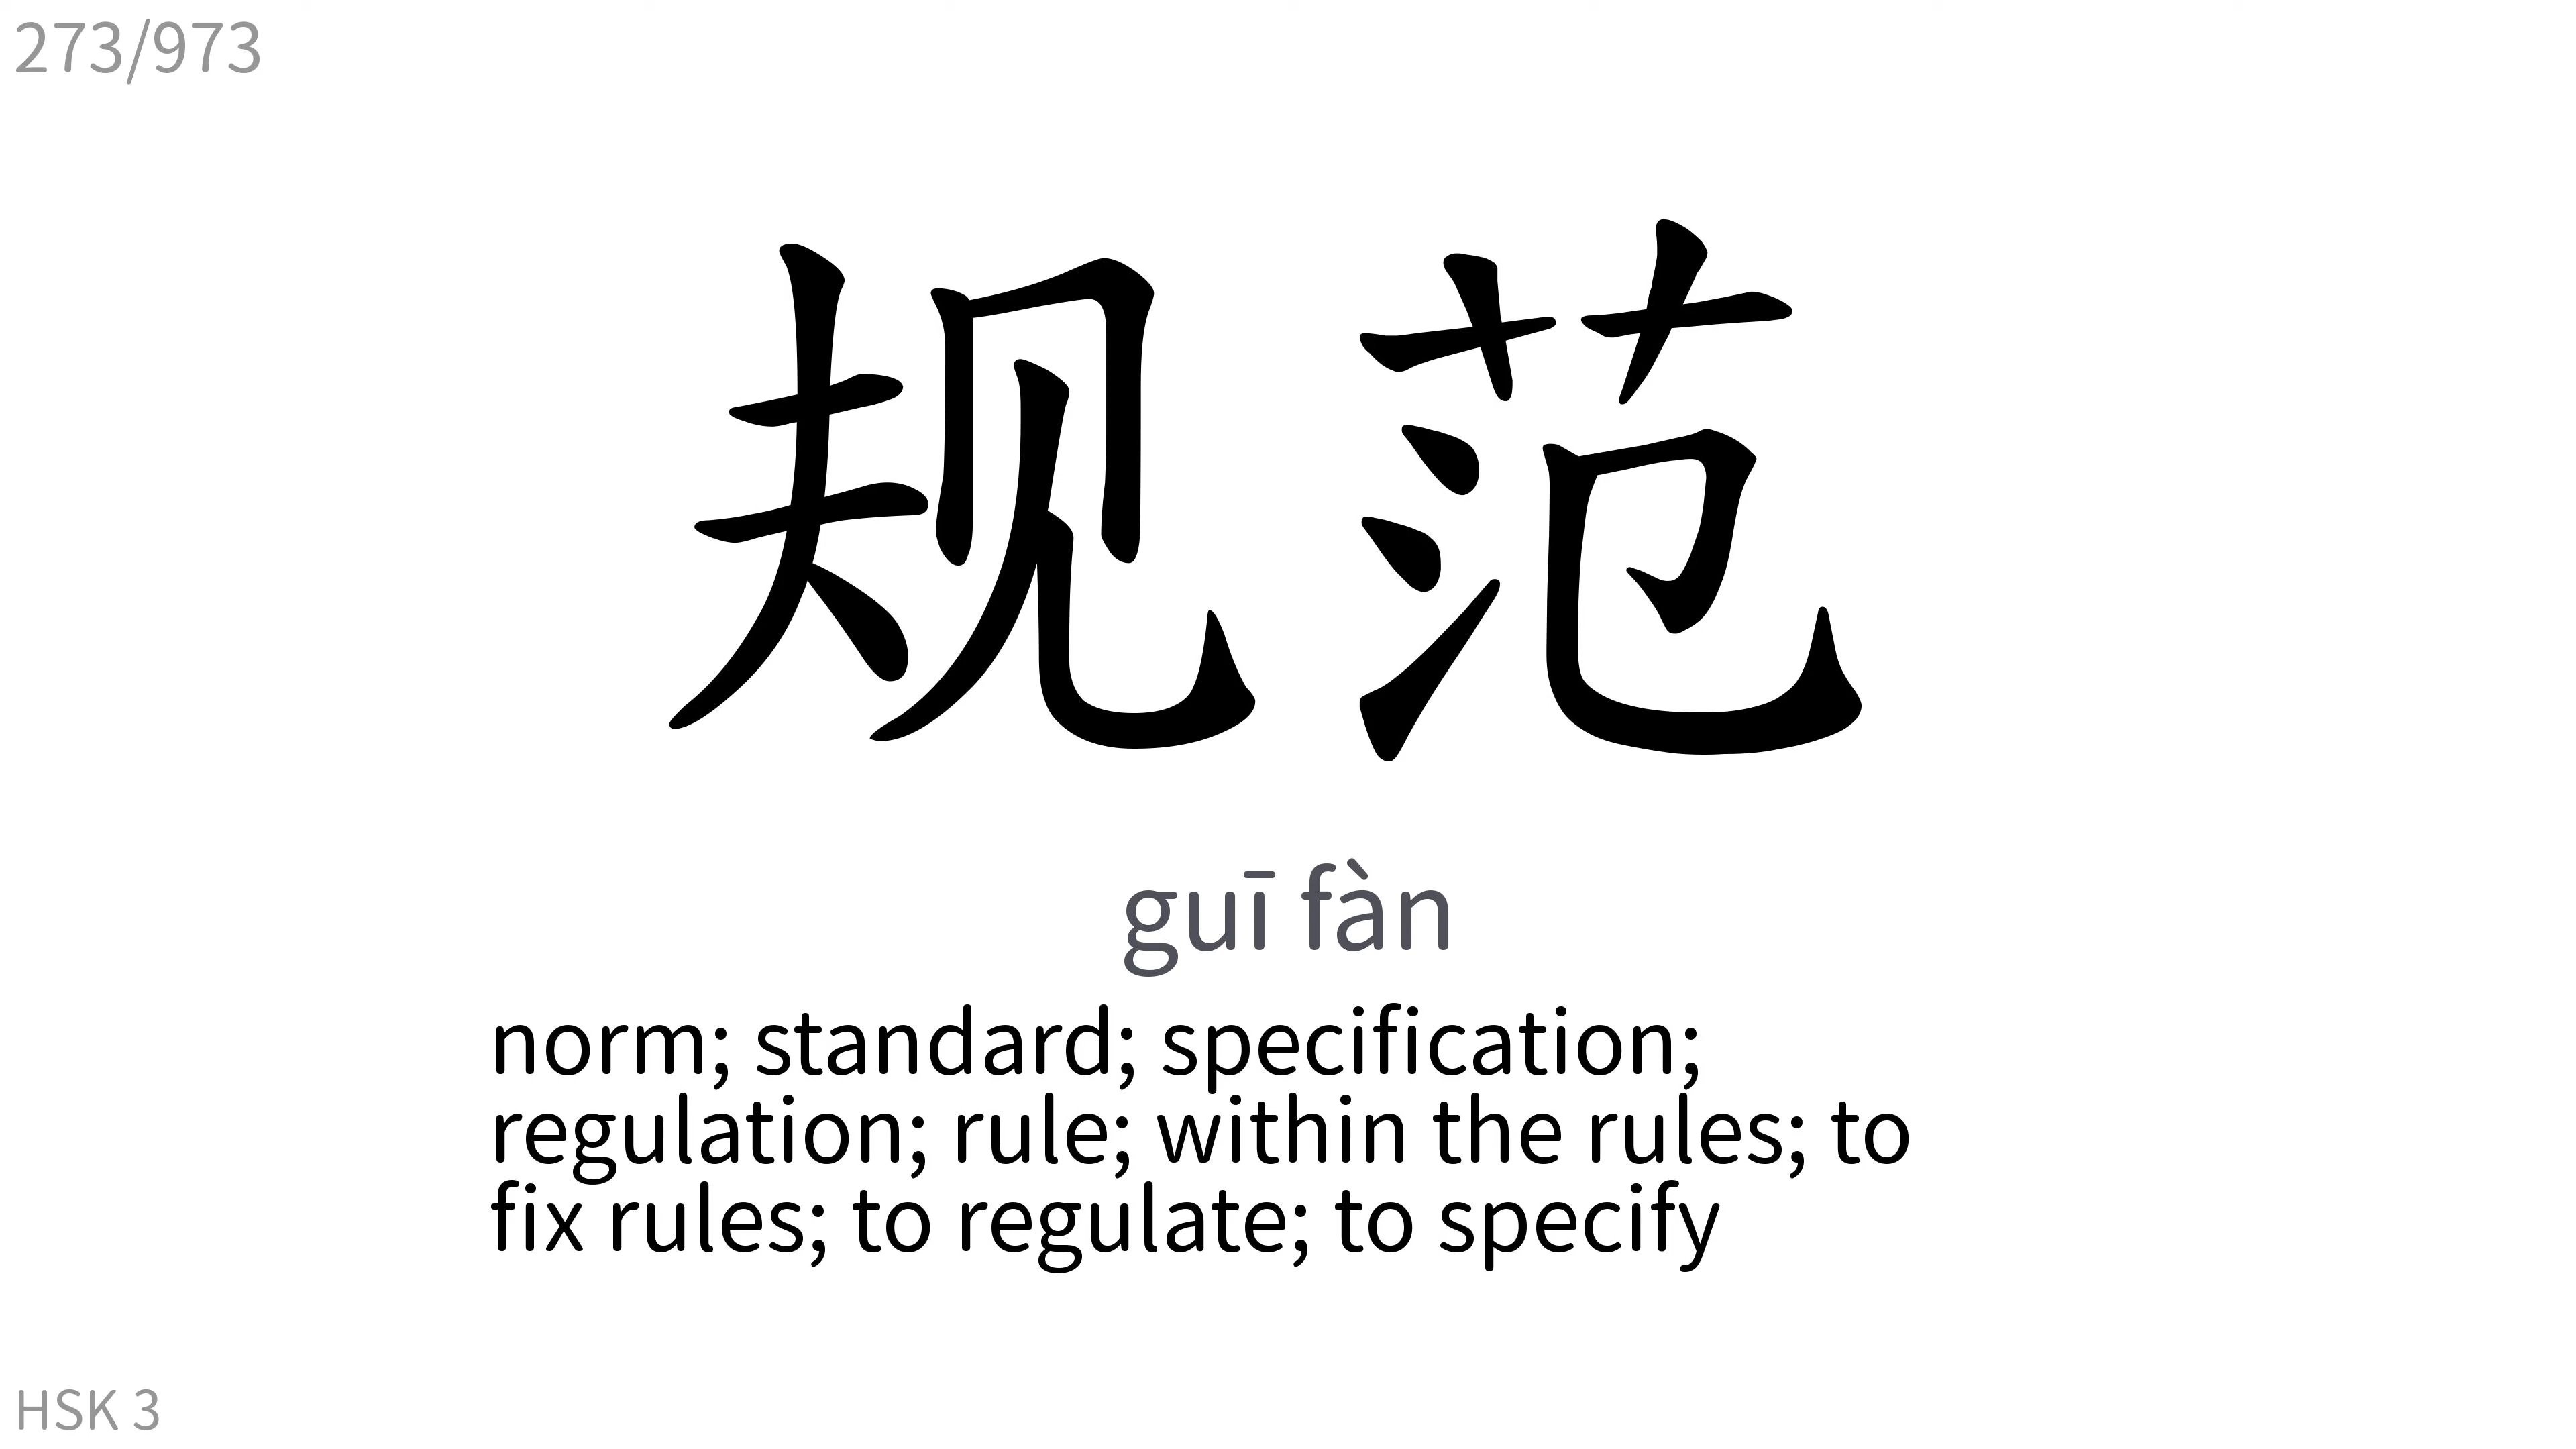 273/973
规范
guī fàn
norm; standard; specification;
regulation; rule; within the rules; to
fix rules; to regulate; to specify
HSK 3